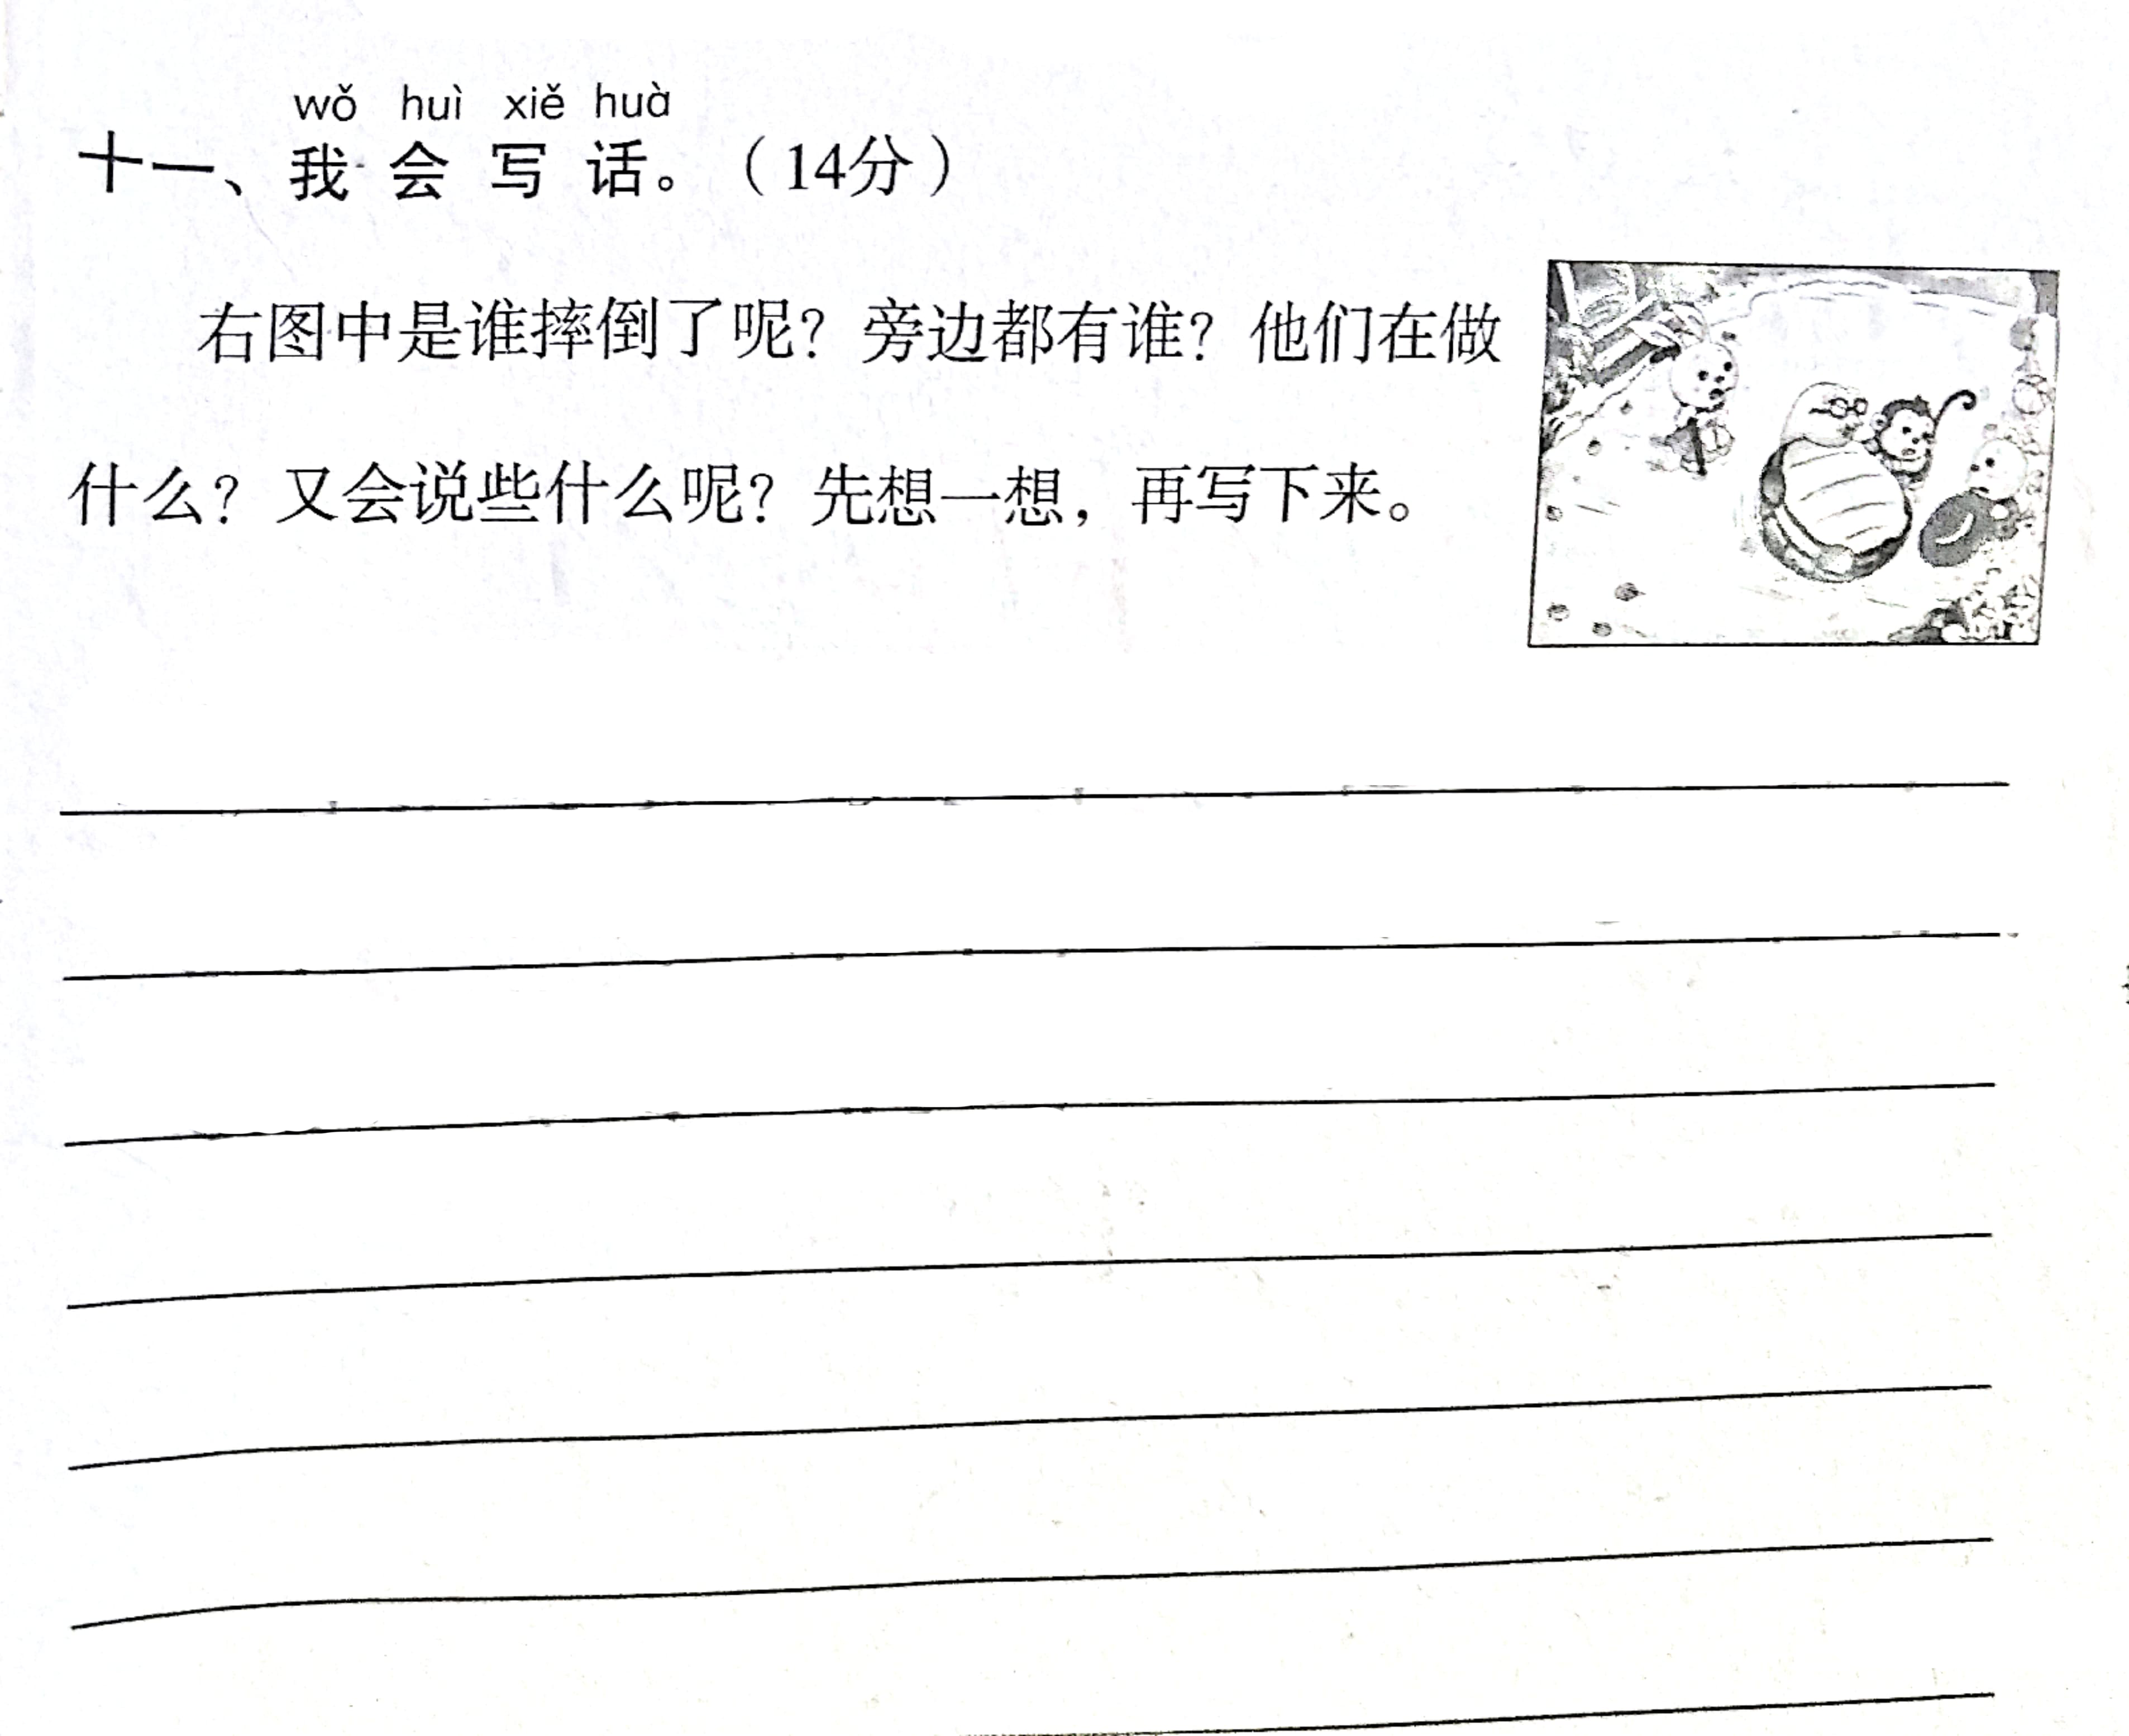 wǒ huì xiě huà
十一、我会写话。（14分）
右图中是谁摔倒了呢？旁边都有谁？他们在做
什么？又会说些什么呢？先想一想，再写下来。